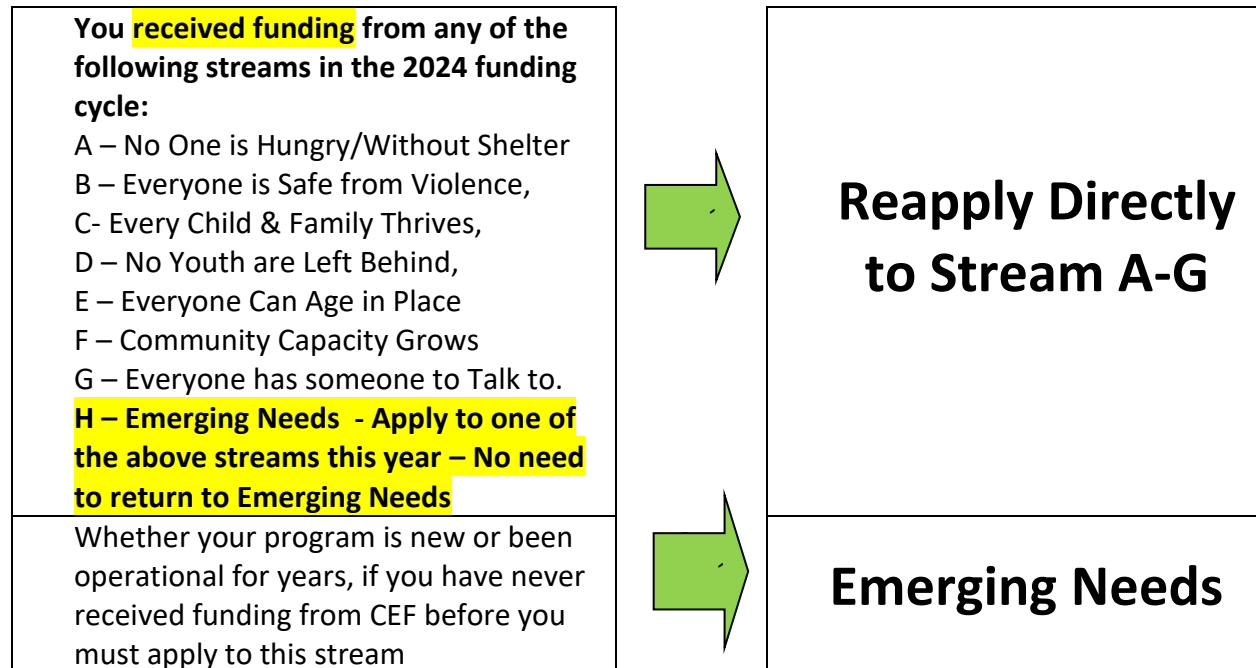 You received funding from any of the
following streams in the 2024 funding
cycle:
A – No One is Hungry/Without Shelter
B – Everyone is Safe from Violence,
C- Every Child & Family Thrives,
D – No Youth are Left Behind,
E – Everyone Can Age in Place
F – Community Capacity Grows
G – Everyone has someone to Talk to.
H – Emerging Needs  - Apply to one of
the above streams this year – No need
to return to Emerging Needs
Reapply Directly
to Stream A-G
Whether your program is new or been
operational for years, if you have never
received funding from CEF before you
must apply to this stream
Emerging Needs